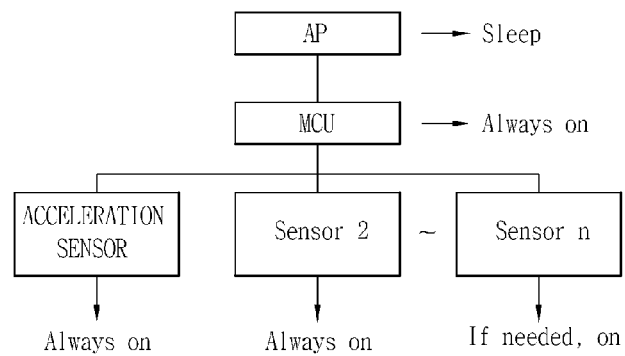 AP
Sleep
MCU
Always on
ACCELERATION
SENSOR
Sensor 2
~
Sensor n
Always on
Always on
If needed, on